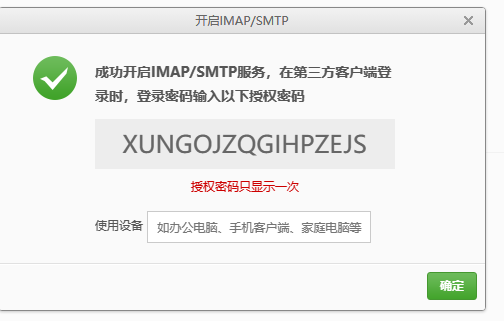 开启IMAP/SMTP
成功开启IMAP/SMTP服务，在第三方客户端登
录时，登录密码输入以下授权密码
XUNGOJZQGIHPZEJS
授权密码只显示一次
使用设备 如办公电脑、手机客户端、家庭电脑等
确定